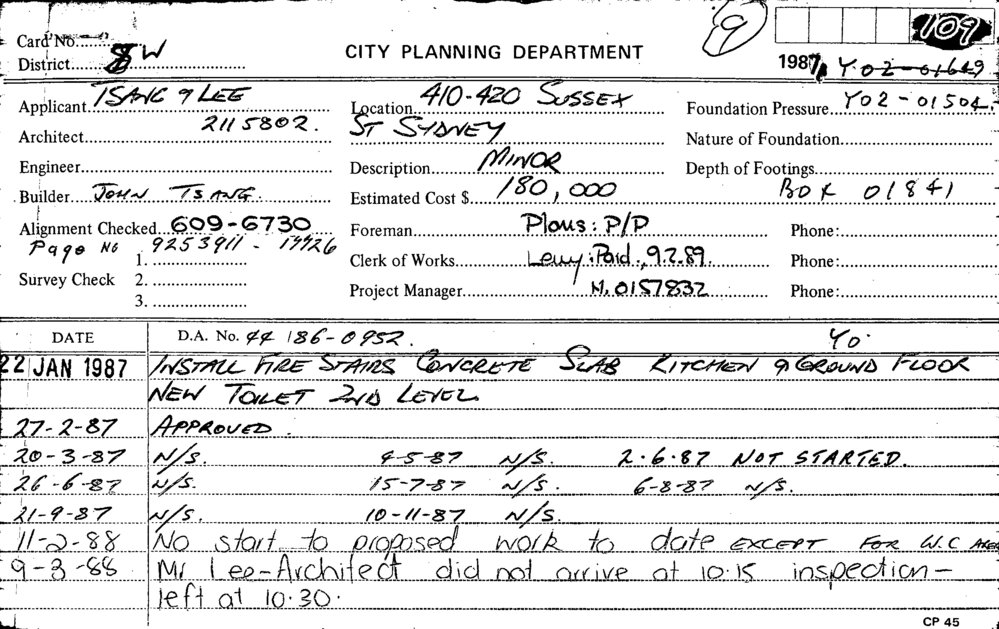 9 109
Card No.
District SW CITY PLANNING DEPARTMENT 1987 Y02-01649
Applicant TSANG & LEE Location 410-420 SUSSEX Foundation Pressure Y02-01504
Architect 2115802. ST SYDNEY Nature of Foundation
Engineer Description MINOR Depth of Footings
Builder JOHN TSANG Estimated Cost $ 180,000 BOX 01841
Alignment Checked 609-6730 Foreman Plans: P/P Phone:
Page No 9253911 - 17726
1. Clerk of Works Levy: Paid, 9.2.89. Phone:
Survey Check 2.
3. Project Manager N. 0157832 Phone:
DATE D.A. No. 44 186-0952. Yo.
22 JAN 1987 INSTALL FIRE STAIRS CONCRETE SLAB KITCHEN & GROUND FLOOR
NEW TOILET 2ND LEVEL
27-2-87 APPROVED.
20-3-87 N/S. 4-5-87 N/S. 2.6.87 NOT STARTED.
26-6-87 N/S. 15-7-87 N/S. 6-8-87 N/S.
21-9-87 N/S. 10-11-87 N/S.
11-2-88 No start to proposed work to date EXCEPT FOR W.C AREA
9-3-88 Mr Lee-Architect did not arrive at 10.15 inspection-
left at 10.30.
CP 45